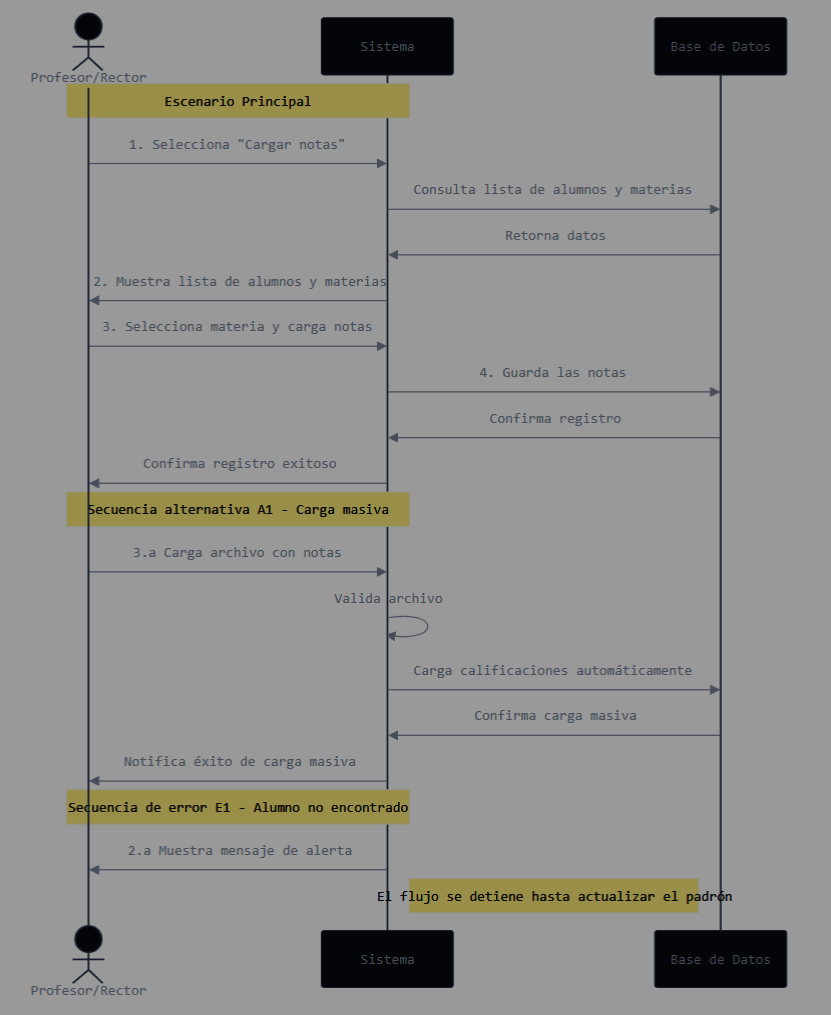 Sistema
Base de Datos
Profesor/Rector
Escenario Principal
1. Selecciona "Cargar notas"
Consulta lista de alumnos y materias
Retorna datos
2. Muestra lista de alumnos y materias
3. Selecciona materia y carga notas
4. Guarda las notas
Confirma registro
Confirma registro exitoso
Secuencia alternativa A1 - Carga masiva
3.a Carga archivo con notas
Valida archivo
Carga calificaciones automáticamente
Confirma carga masiva
Notifica éxito de carga masiva
Secuencia de error E1 - Alumno no encontrado
2.a Muestra mensaje de alerta
El flujo se detiene hasta actualizar el padrón
Sistema
Base de Datos
Profesor/Rector